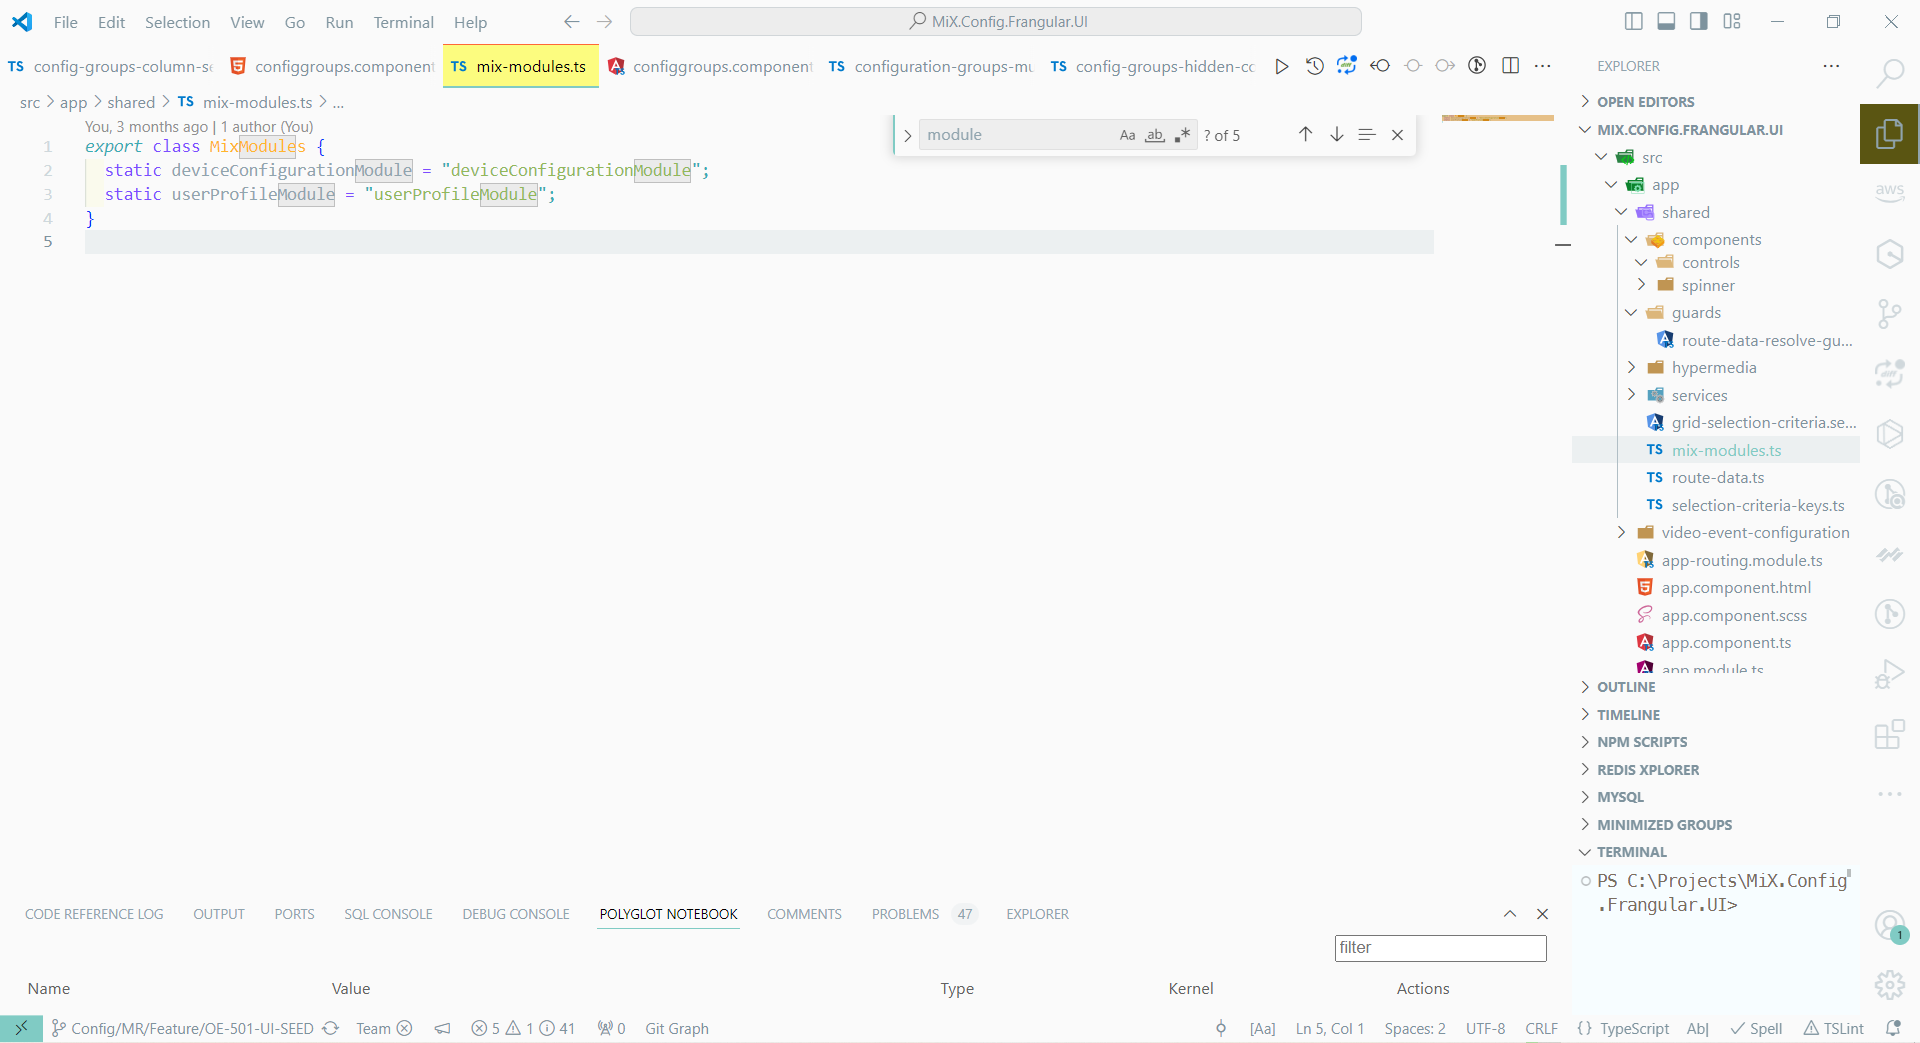 File Edit Selection View Go Run Terminal Help
MiX.Config.Frangular.UI
TS config-groups-column-s
configgroups.component
TS mix-modules.ts
configgroups.component
TS configuration-groups-mu
TS config-groups-hidden-co
src > app > shared > TS mix-modules.ts > ...
You, 3 months ago | 1 author (You)
1 export class MixModules {
2 static deviceConfigurationModule = "deviceConfigurationModule";
3 static userProfileModule = "userProfileModule";
4 }
5
module Aa ab ? of 5
EXPLORER
OPEN EDITORS
MIX.CONFIG.FRANGULAR.UI
src
app
shared
components
controls
spinner
guards
route-data-resolve-gu...
hypermedia
services
grid-selection-criteria.se...
TS mix-modules.ts
TS route-data.ts
TS selection-criteria-keys.ts
video-event-configuration
app-routing.module.ts
app.component.html
app.component.scss
app.component.ts
app.module.ts
OUTLINE
TIMELINE
NPM SCRIPTS
REDIS XPLORER
MYSQL
MINIMIZED GROUPS
TERMINAL
PS C:\Projects\MiX.Config
.Frangular.UI>
aws
1
CODE REFERENCE LOG OUTPUT PORTS SQL CONSOLE DEBUG CONSOLE POLYGLOT NOTEBOOK COMMENTS PROBLEMS 47 EXPLORER
filter
Name Value Type Kernel Actions
Config/MR/Feature/OE-501-UI-SEED Team 5 1 41 0 Git Graph [Aa] Ln 5, Col 1 Spaces: 2 UTF-8 CRLF {} TypeScript Ab| Spell TSLint